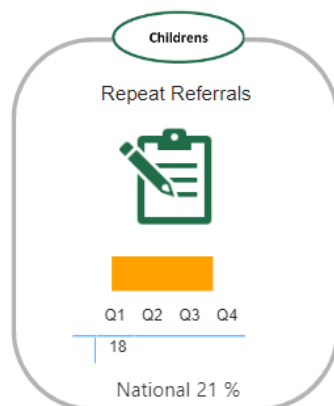 Childrens
Repeat Referrals
Q1 Q2 Q3 Q4
18
National 21 %